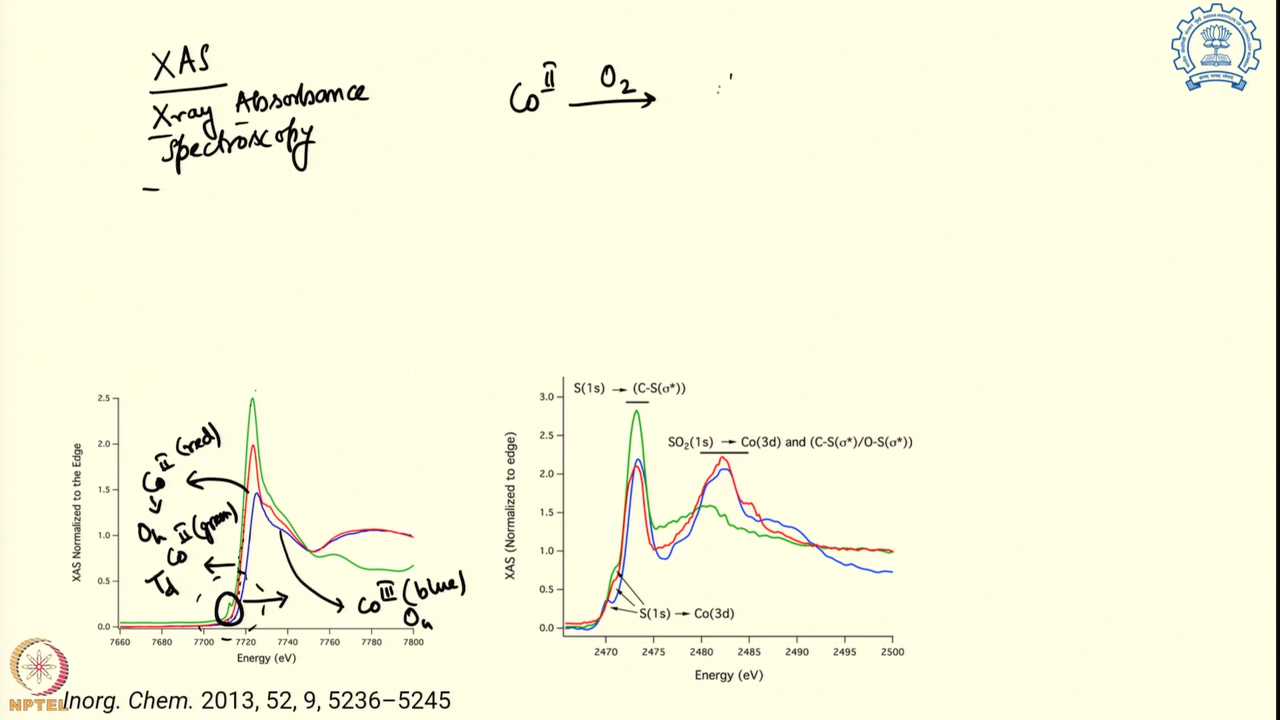 XAS
X-ray Absorbance
spectroscopy
Co II O2
XAS Normalized to the Edge
2.5
2.0
1.5
1.0
0.5
0.0
7660 7680 7700 7720 7740 7760 7780 7800
Energy (eV)
Co II (red)
Oh
Co II (green)
Td
Co III (blue)
Oh
XAS (Normalized to edge)
3.0
2.5
2.0
1.5
1.0
0.5
0.0
2470 2475 2480 2485 2490 2495 2500
Energy (eV)
S(1s) → (C-S(σ*))
SO2(1s) → Co(3d) and (C-S(σ*)/O-S(σ*))
S(1s) → Co(3d)
NPTEL
Inorg. Chem. 2013, 52, 9, 5236–5245